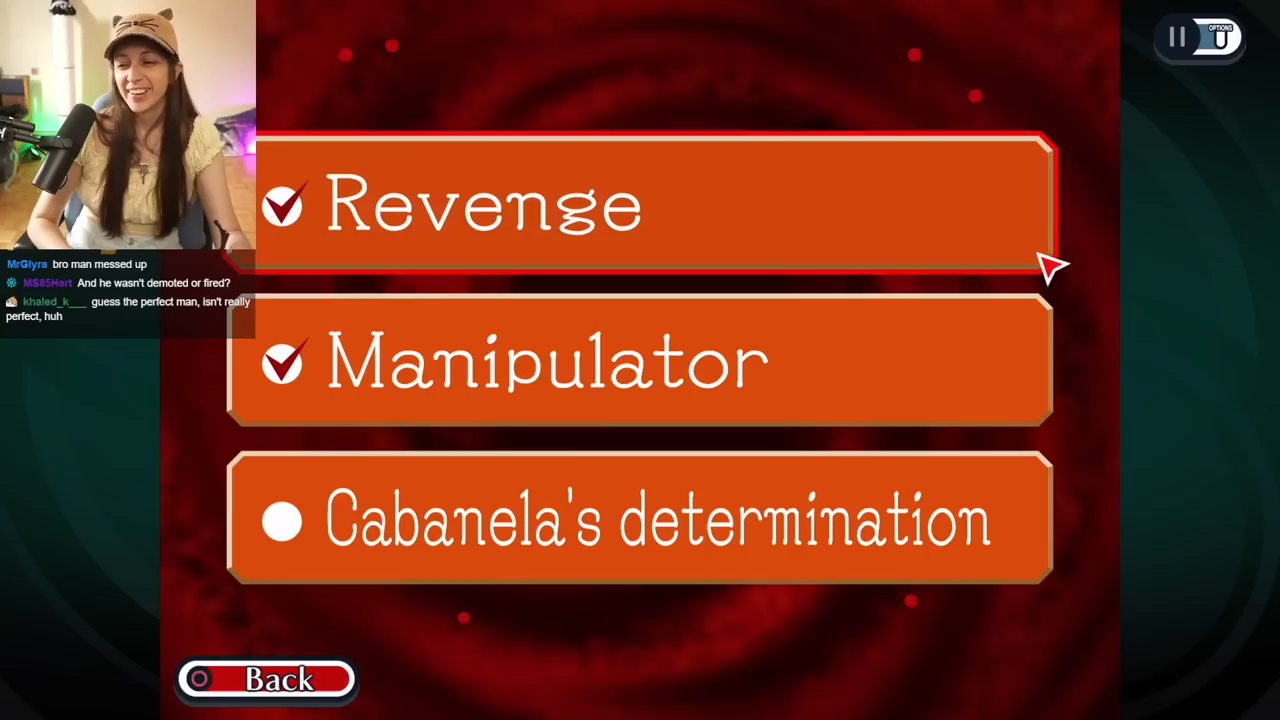 OPTIONS
Revenge
MrGlyra bro man messed up
MS85Hart And he wasn't demoted or fired?
khaled_k___ guess the perfect man, isn't really
perfect, huh
Manipulator
Cabanela's determination
Back